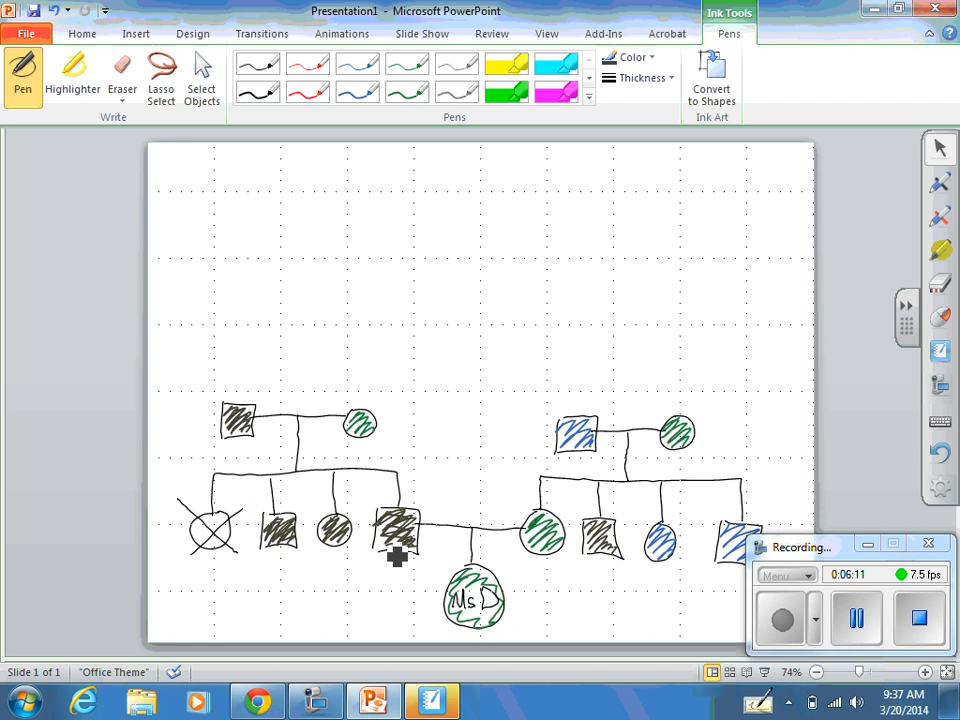 Presentation1 - Microsoft PowerPoint
Ink Tools
File Home Insert Design Transitions Animations Slide Show Review View Add-Ins Acrobat Pens
Pen Highlighter Eraser Lasso Select Select Objects
Color
Thickness
Convert to Shapes
Write Pens Ink Art
Ms D
Recording...
Menu 0:06:11 7.5 fps
Slide 1 of 1 "Office Theme" 74%
9:37 AM
3/20/2014